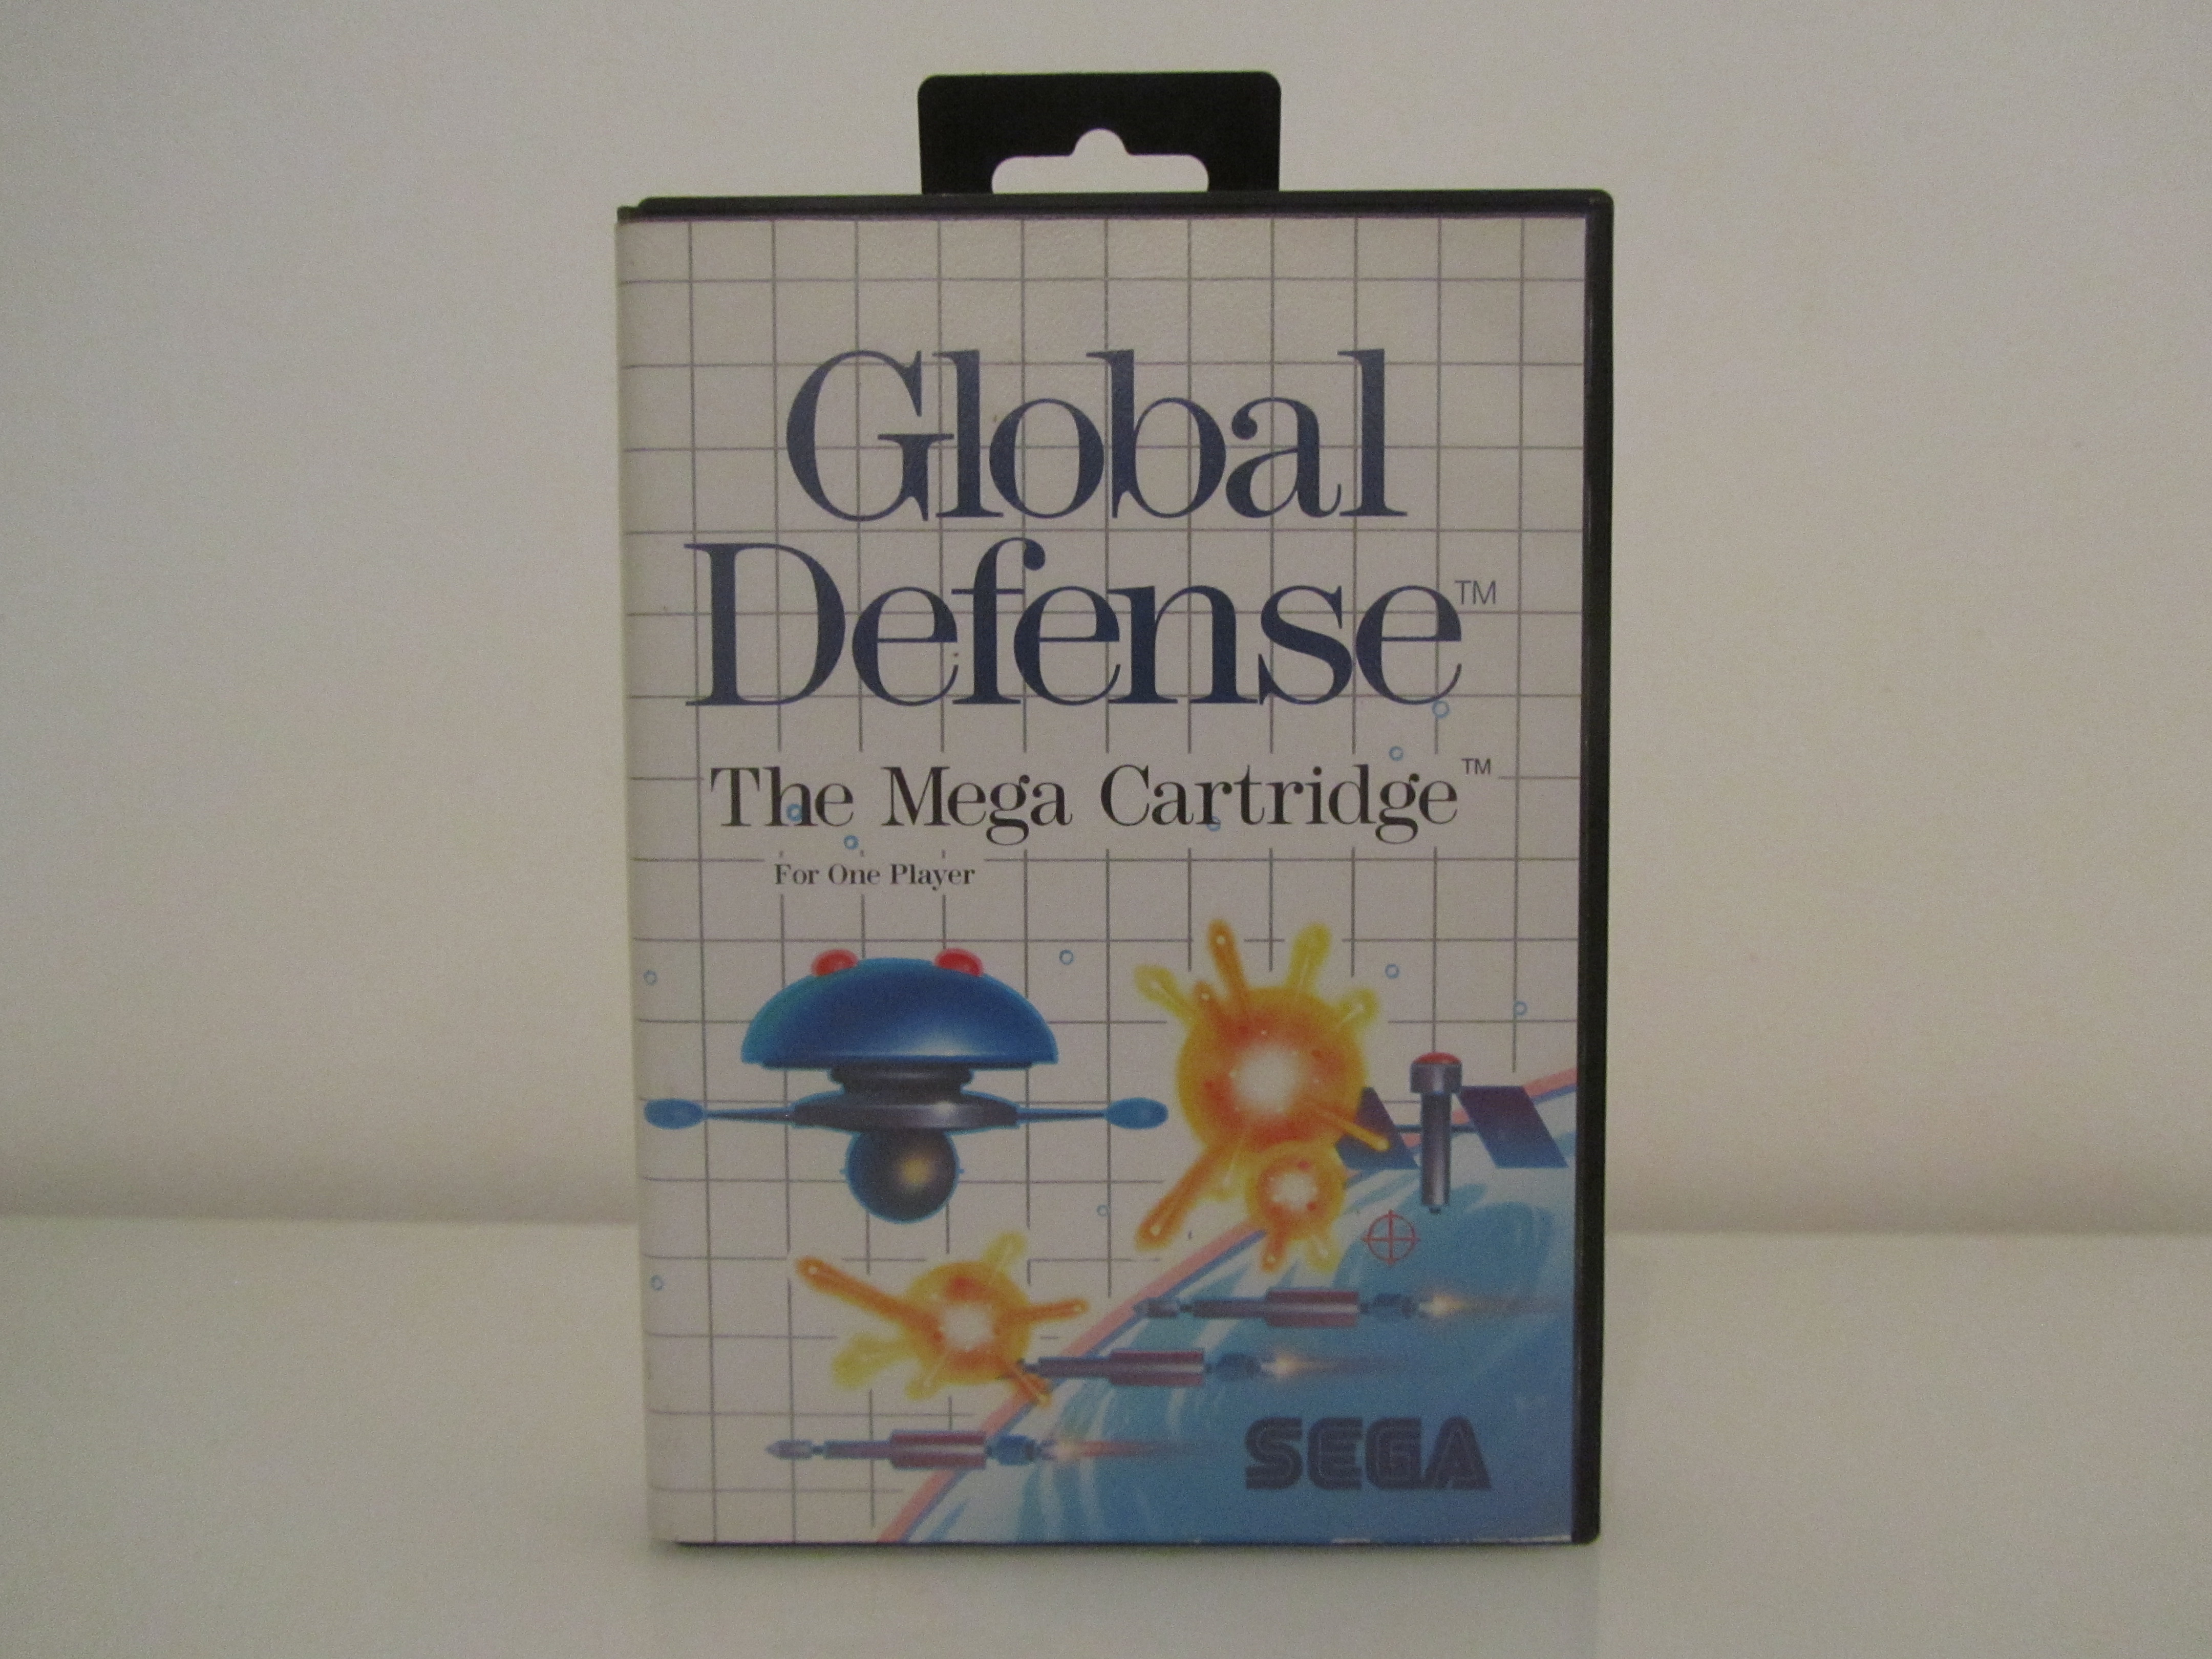 Global
Defense™
The Mega Cartridge™
For One Player
SEGA